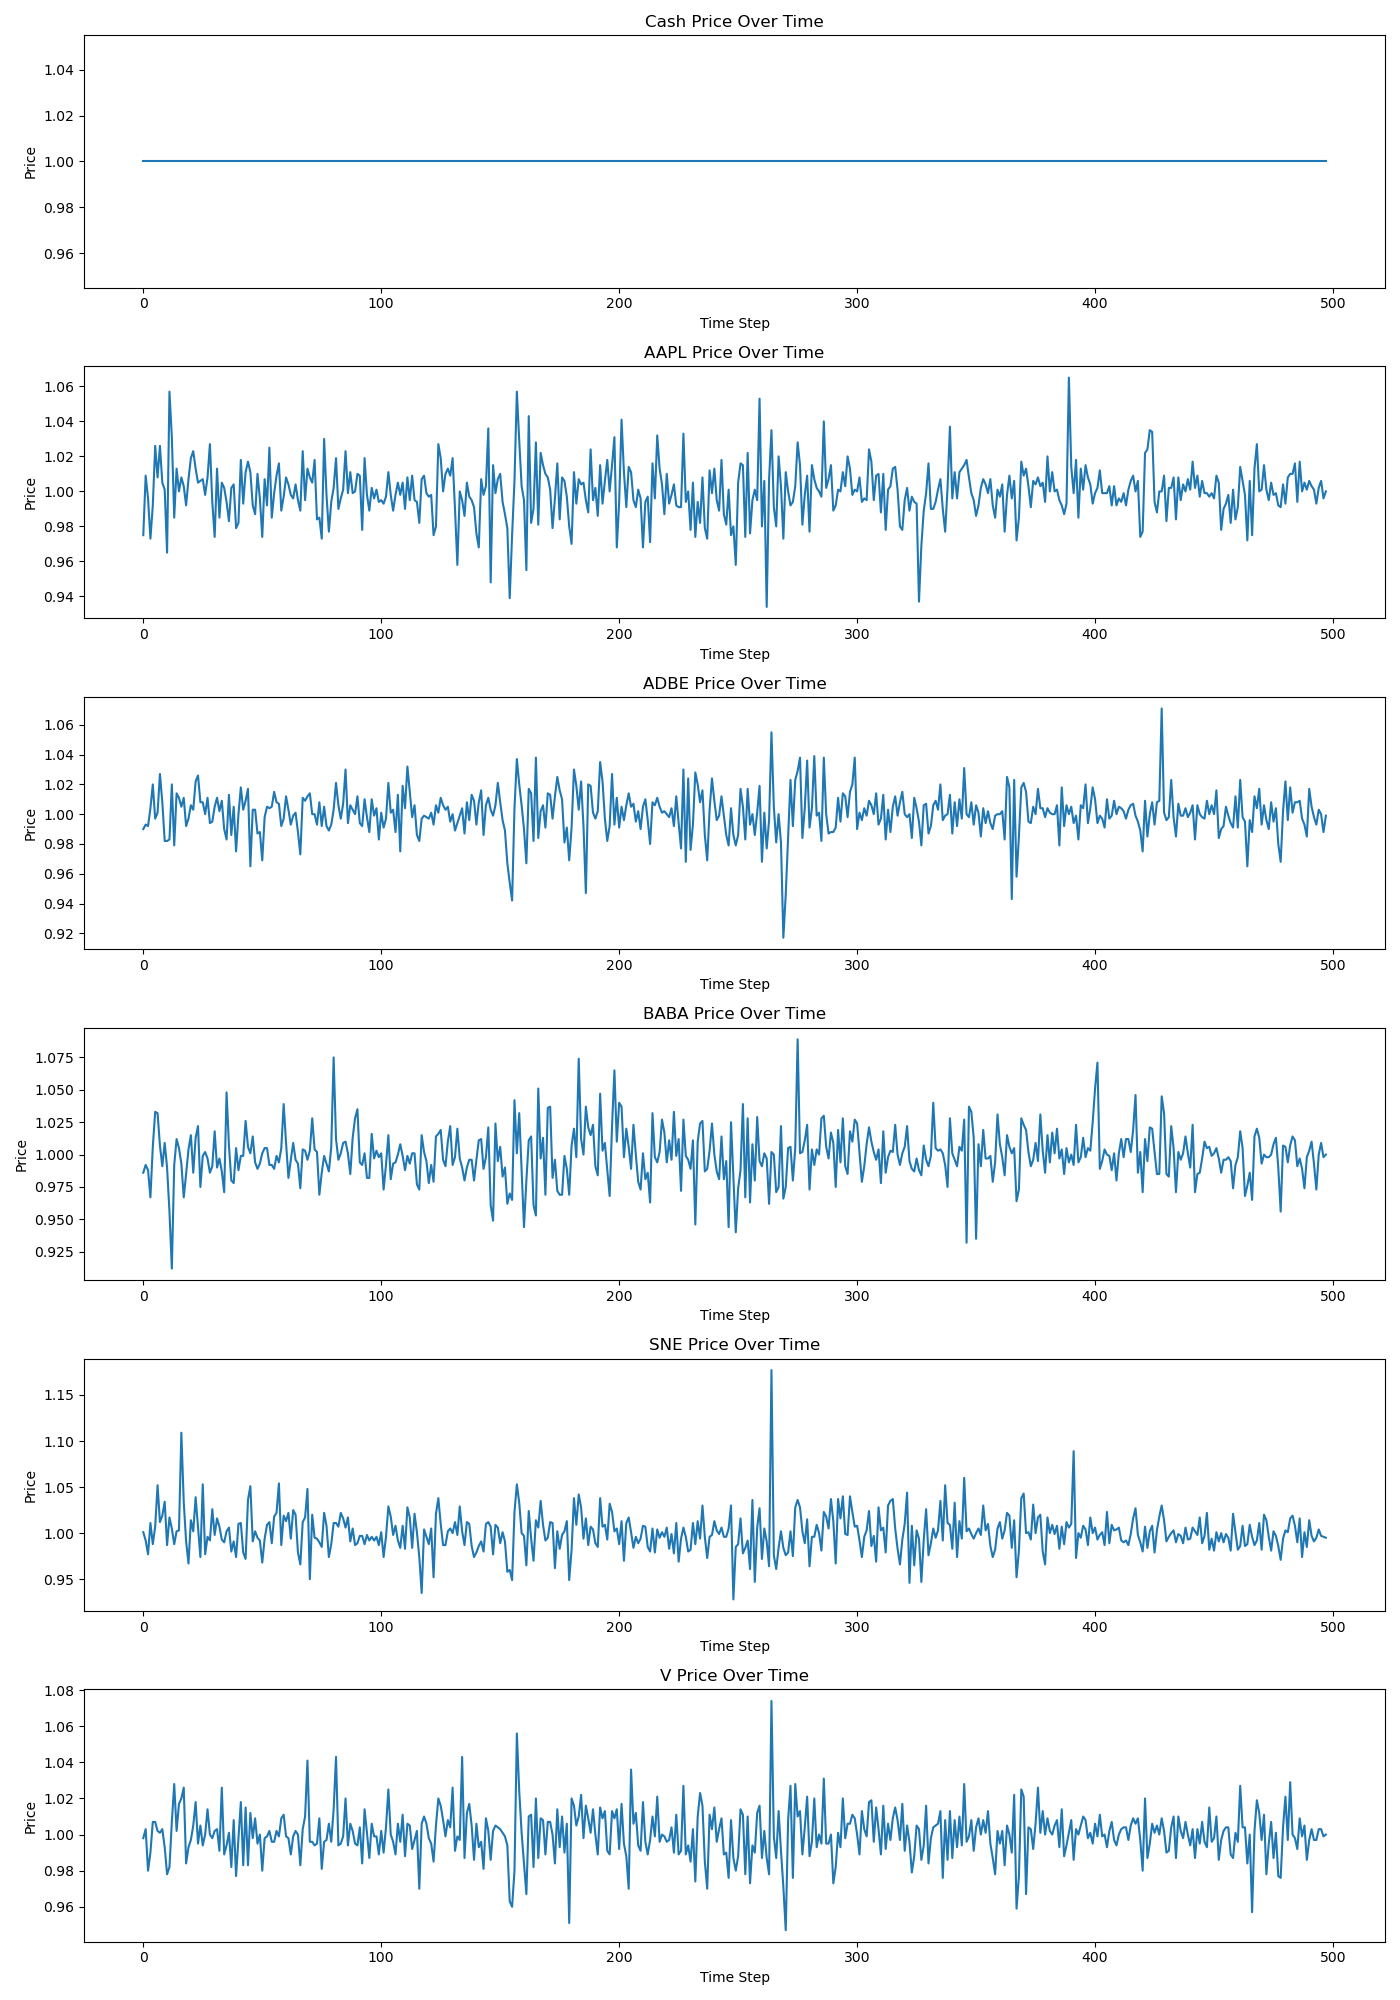 Cash Price Over Time
1.04
1.02
1.00
0.98
0.96
Price
0 100 200 300 400 500
Time Step
AAPL Price Over Time
1.06
1.04
1.02
1.00
0.98
0.96
0.94
Price
0 100 200 300 400 500
Time Step
ADBE Price Over Time
1.06
1.04
1.02
1.00
0.98
0.96
0.94
0.92
Price
0 100 200 300 400 500
Time Step
BABA Price Over Time
1.075
1.050
1.025
1.000
0.975
0.950
0.925
Price
0 100 200 300 400 500
Time Step
SNE Price Over Time
1.15
1.10
1.05
1.00
0.95
Price
0 100 200 300 400 500
Time Step
V Price Over Time
1.08
1.06
1.04
1.02
1.00
0.98
0.96
Price
0 100 200 300 400 500
Time Step